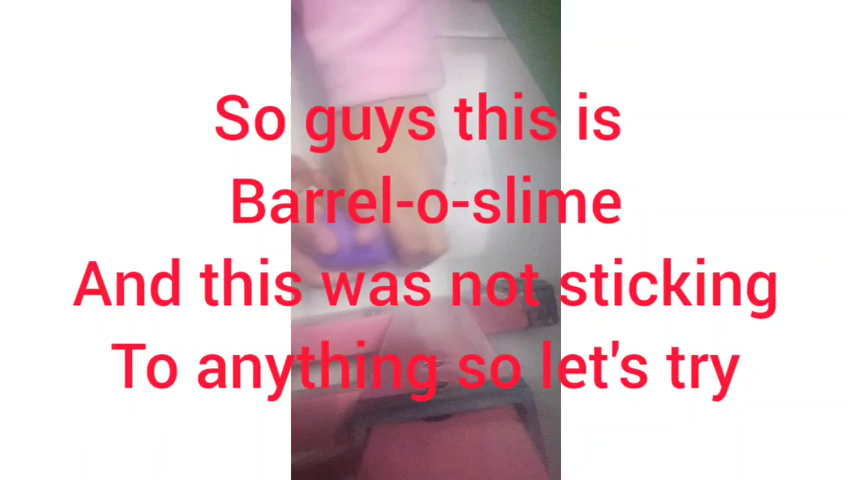 So guys this is
Barrel-o-slime
And this was not sticking
To anything so let's try